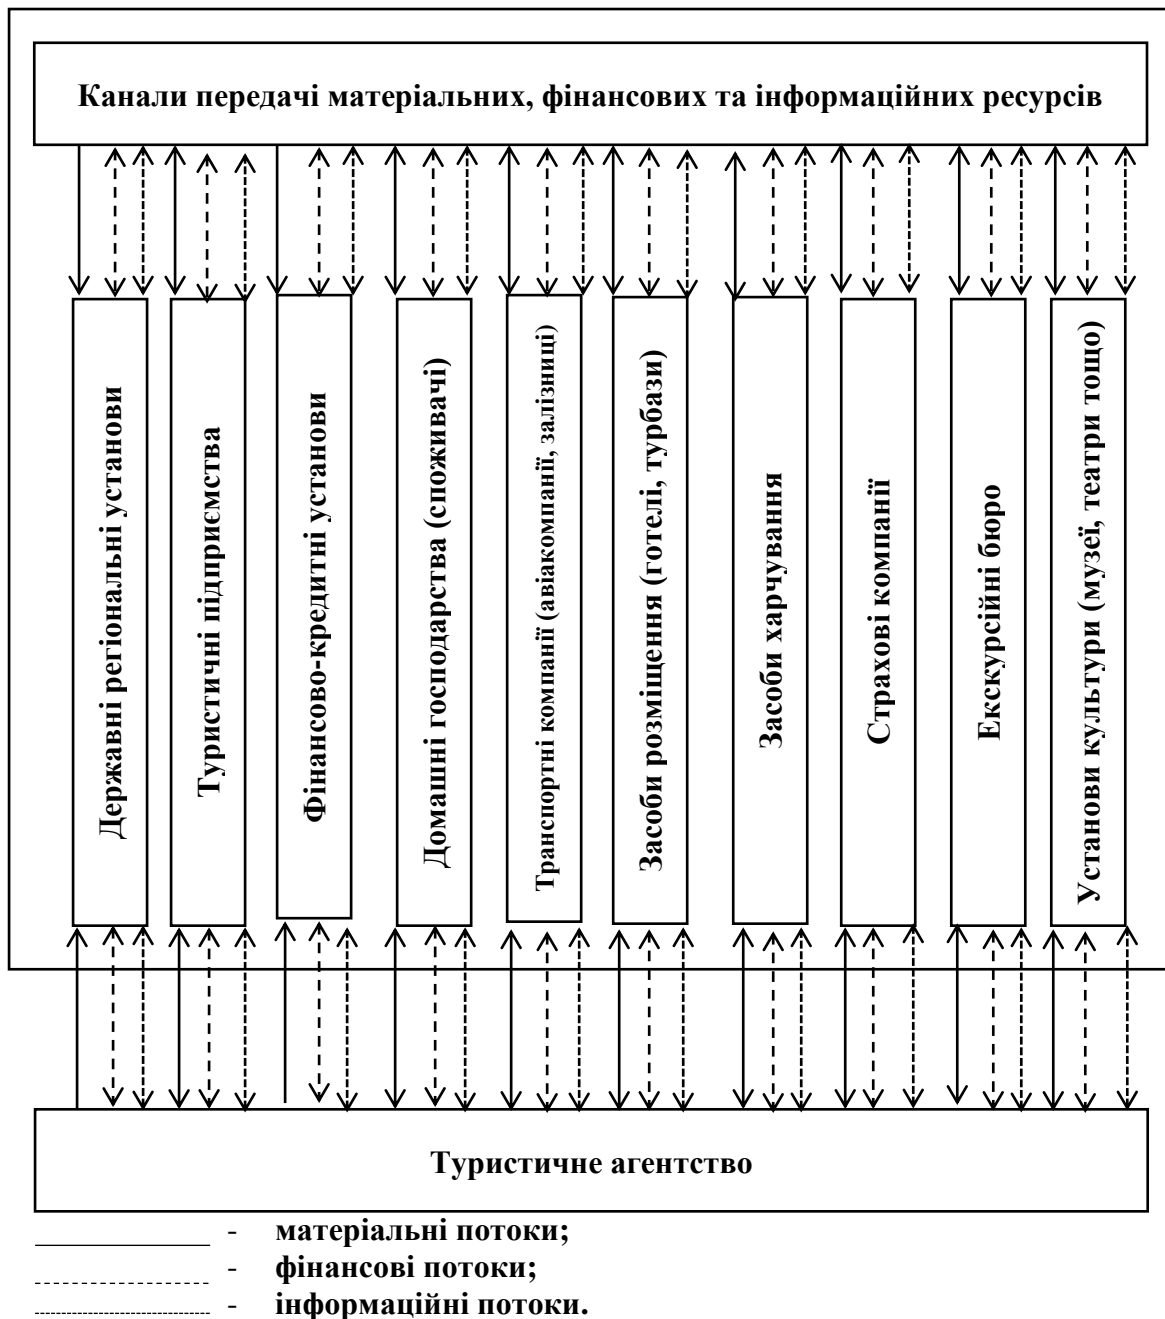 Канали передачі матеріальних, фінансових та інформаційних ресурсів
Державні регіональні установи
Туристичні підприємства
Фінансово-кредитні установи
Домашні господарства (споживачі)
Транспортні компанії (авіакомпанії, залізниці)
Засоби розміщення (готелі, турбази)
Засоби харчування
Страхові компанії
Екскурсійні бюро
Установи культури (музеї, театри тощо)
Туристичне агентство
- матеріальні потоки;
- фінансові потоки;
- інформаційні потоки.